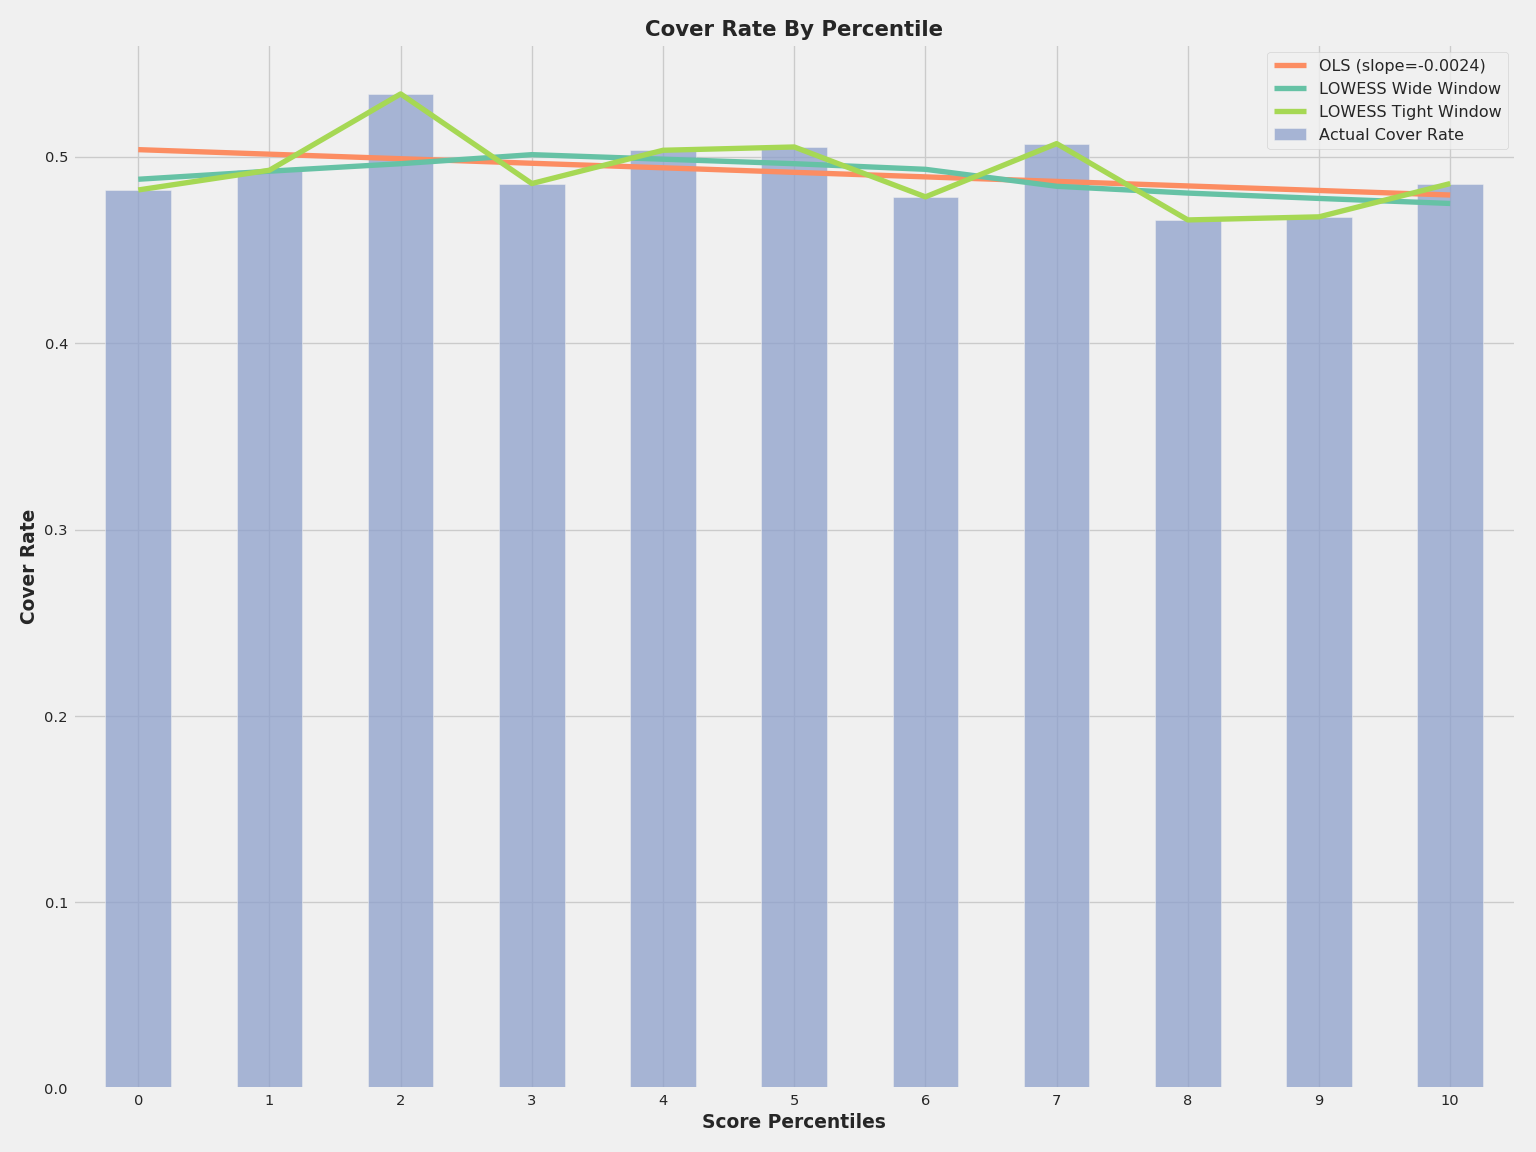 Cover Rate By Percentile
OLS (slope=-0.0024)
LOWESS Wide Window
LOWESS Tight Window
Actual Cover Rate
0.5
0.4
0.3
0.2
0.1
0.0
Cover Rate
0 1 2 3 4 5 6 7 8 9 10
Score Percentiles